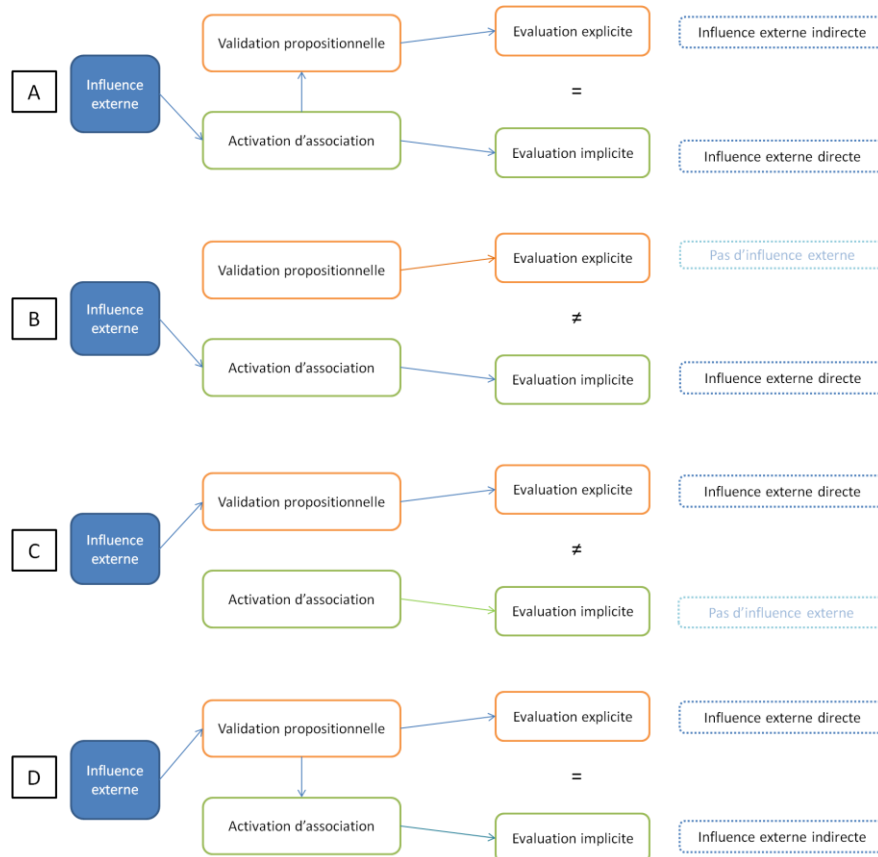 Validation propositionnelle
Evaluation explicite
Influence externe indirecte
A
Influence
externe
=
Activation d'association
Evaluation implicite
Influence externe directe
Validation propositionnelle
Evaluation explicite
Pas d'influence externe
B
Influence
externe
≠
Activation d'association
Evaluation implicite
Influence externe directe
Validation propositionnelle
Evaluation explicite
Influence externe directe
C
Influence
externe
≠
Activation d'association
Evaluation implicite
Pas d'influence externe
Validation propositionnelle
Evaluation explicite
Influence externe directe
D
Influence
externe
=
Activation d'association
Evaluation implicite
Influence externe indirecte